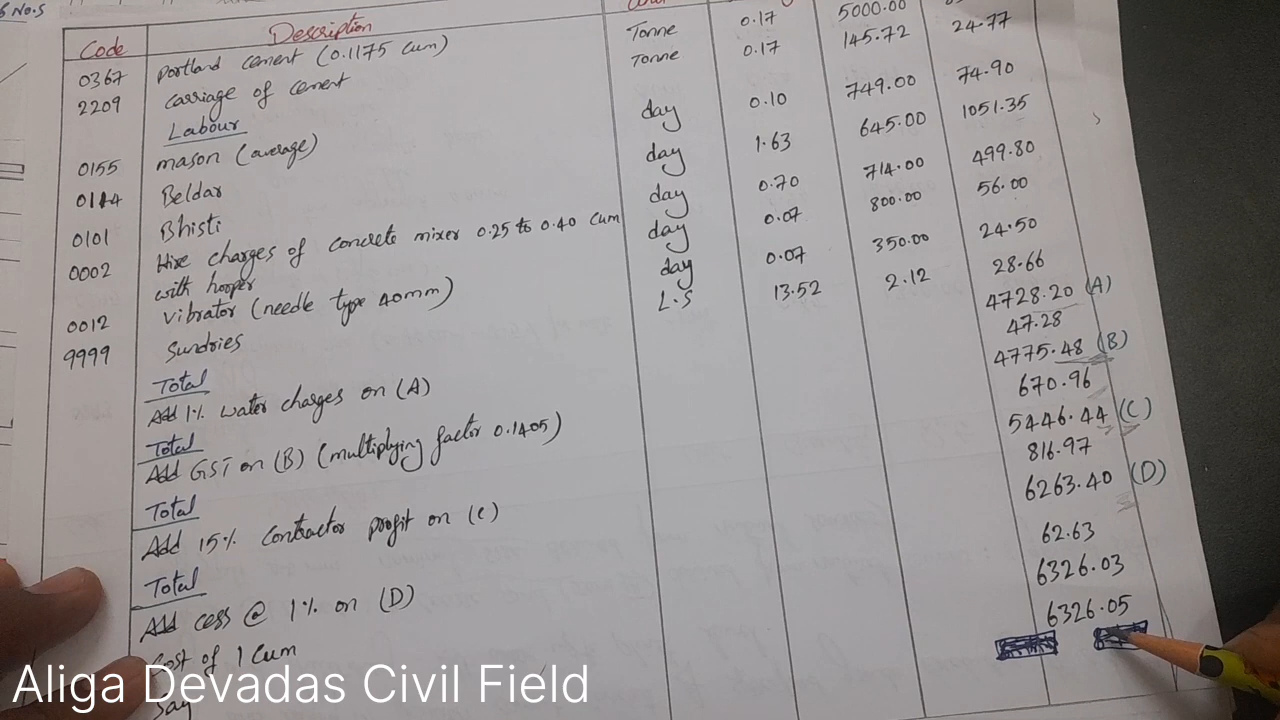 6 No.s
Code Description
0367 Portland cement (0.1175 cum) Tonne 0.17 5000.00
2209 Carriage of cement Tonne 0.17 145.72 24.77
Labour
0155 mason (average) day 0.10 749.00 74.90
0114 Beldar day 1.63 645.00 1051.35
0101 Bhisti day 0.70 714.00 499.80
0002 Hire charges of concrete mixer 0.25 to 0.40 cum day 0.07 800.00 56.00
with hooper
0012 Vibrator (needle type 40mm) day 0.07 350.00 24.50
9999 Sundries L.S 13.52 2.12 28.66
Total 4728.20 (A)
Add 1% water charges on (A) 47.28
Total 4775.48 (B)
Add GST on (B) (multiplying factor 0.1405) 670.96
Total 5446.44 (C)
Add 15% contractor profit on (C) 816.97
Total 6263.40 (D)
Add cess @ 1% on (D) 62.63
Cost of 1 cum 6326.03
Say 6326.05
Aliga Devadas Civil Field